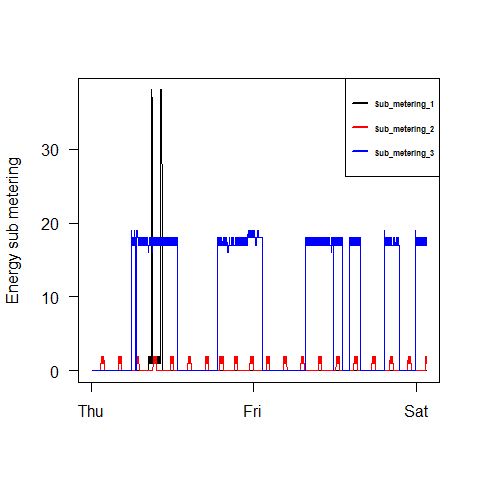 Sub_metering_1
Sub_metering_2
Sub_metering_3
Energy sub metering
30
20
10
0
Thu Fri Sat